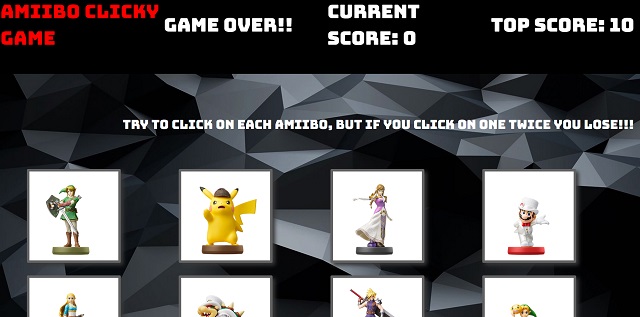 AMIIBO CLICKY
GAME
GAME OVER!!
CURRENT
SCORE: 0
TOP SCORE: 10
TRY TO CLICK ON EACH AMIIBO, BUT IF YOU CLICK ON ONE TWICE YOU LOSE!!!